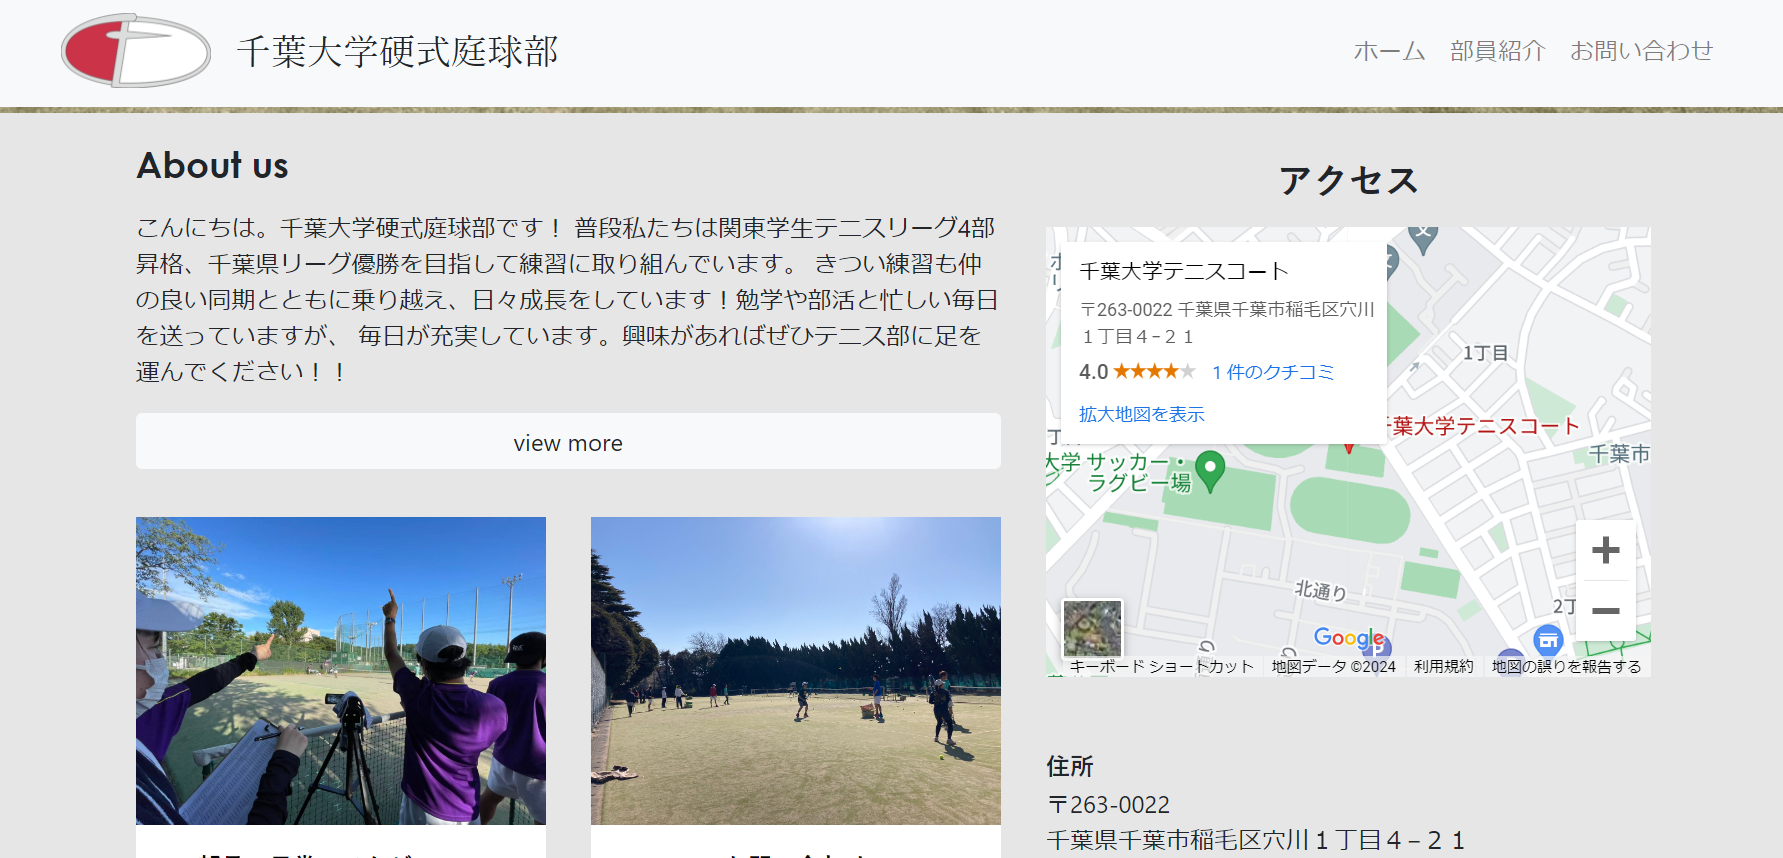 千葉大学硬式庭球部
ホーム 部員紹介 お問い合わせ
About us
こんにちは。千葉大学硬式庭球部です！ 普段私たちは関東学生テニスリーグ4部
昇格、千葉県リーグ優勝を目指して練習に取り組んでいます。 きつい練習も仲
の良い同期とともに乗り越え、日々成長をしています！勉学や部活と忙しい毎日
を送っていますが、 毎日が充実しています。興味があればぜひテニス部に足を
運んでください！！
view more
アクセス
千葉大学テニスコート
〒263-0022 千葉県千葉市稲毛区穴川
１丁目４−２１
4.0 1 件のクチコミ
拡大地図を表示
1丁目
千葉大学テニスコート
千葉市
大学 サッカー・
ラグビー場
北通り
2丁
Google
キーボード ショートカット 地図データ ©2024 利用規約 地図の誤りを報告する
住所
〒263-0022
千葉県千葉市稲毛区穴川１丁目４−２１